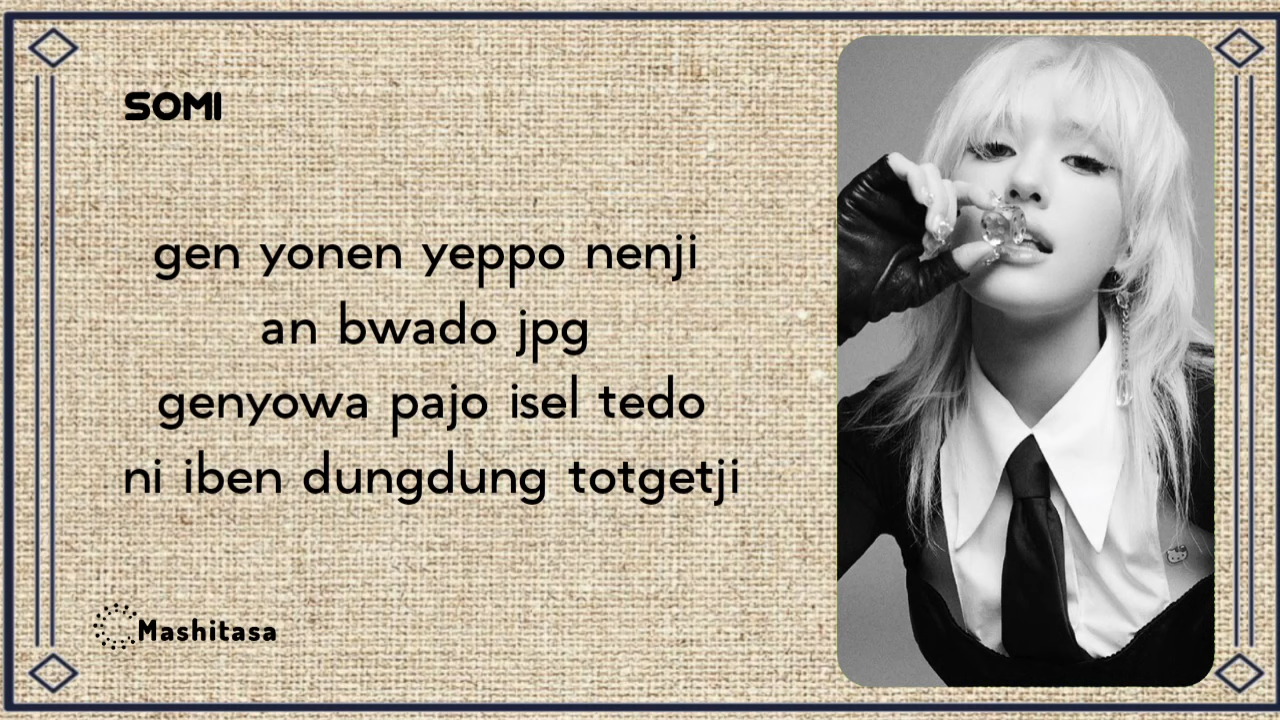 SOMI
gen yonen yeppo nenji
an bwado jpg
genyowa pajo isel tedo
ni iben dungdung totgetji
Mashitasa